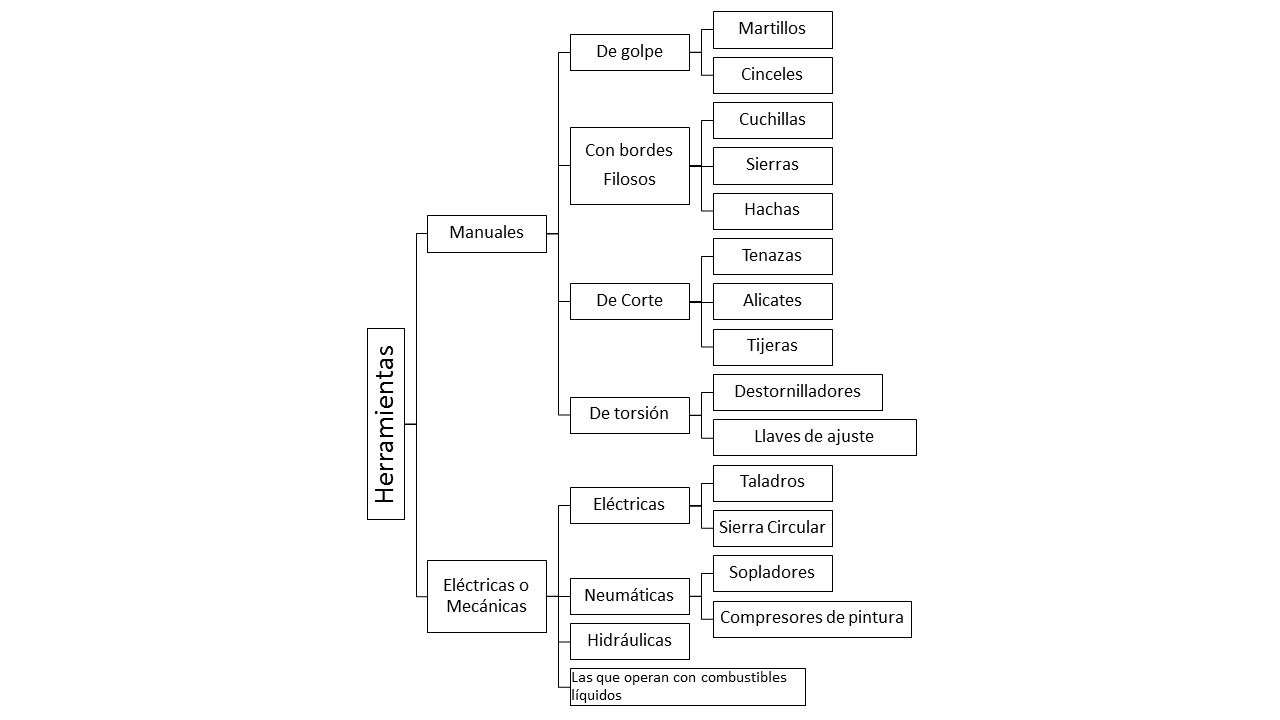 Herramientas
Manuales
De golpe
Martillos
Cinceles
Con bordes
Filosos
Cuchillas
Sierras
Hachas
De Corte
Tenazas
Alicates
Tijeras
De torsión
Destornilladores
Llaves de ajuste
Eléctricas o
Mecánicas
Eléctricas
Taladros
Sierra Circular
Neumáticas
Sopladores
Compresores de pintura
Hidráulicas
Las que operan con combustibles
líquidos